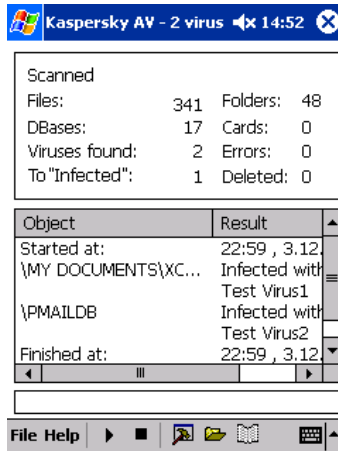 Kaspersky AV - 2 virus 14:52
Scanned
Files: 341 Folders: 48
DBases: 17 Cards: 0
Viruses found: 2 Errors: 0
To "Infected": 1 Deleted: 0
Object Result
Started at: 22:59 , 3.12.
\MY DOCUMENTS\XC... Infected with
Test Virus1
\PMAILDB Infected with
Test Virus2
Finished at: 22:59 , 3.12.
File Help